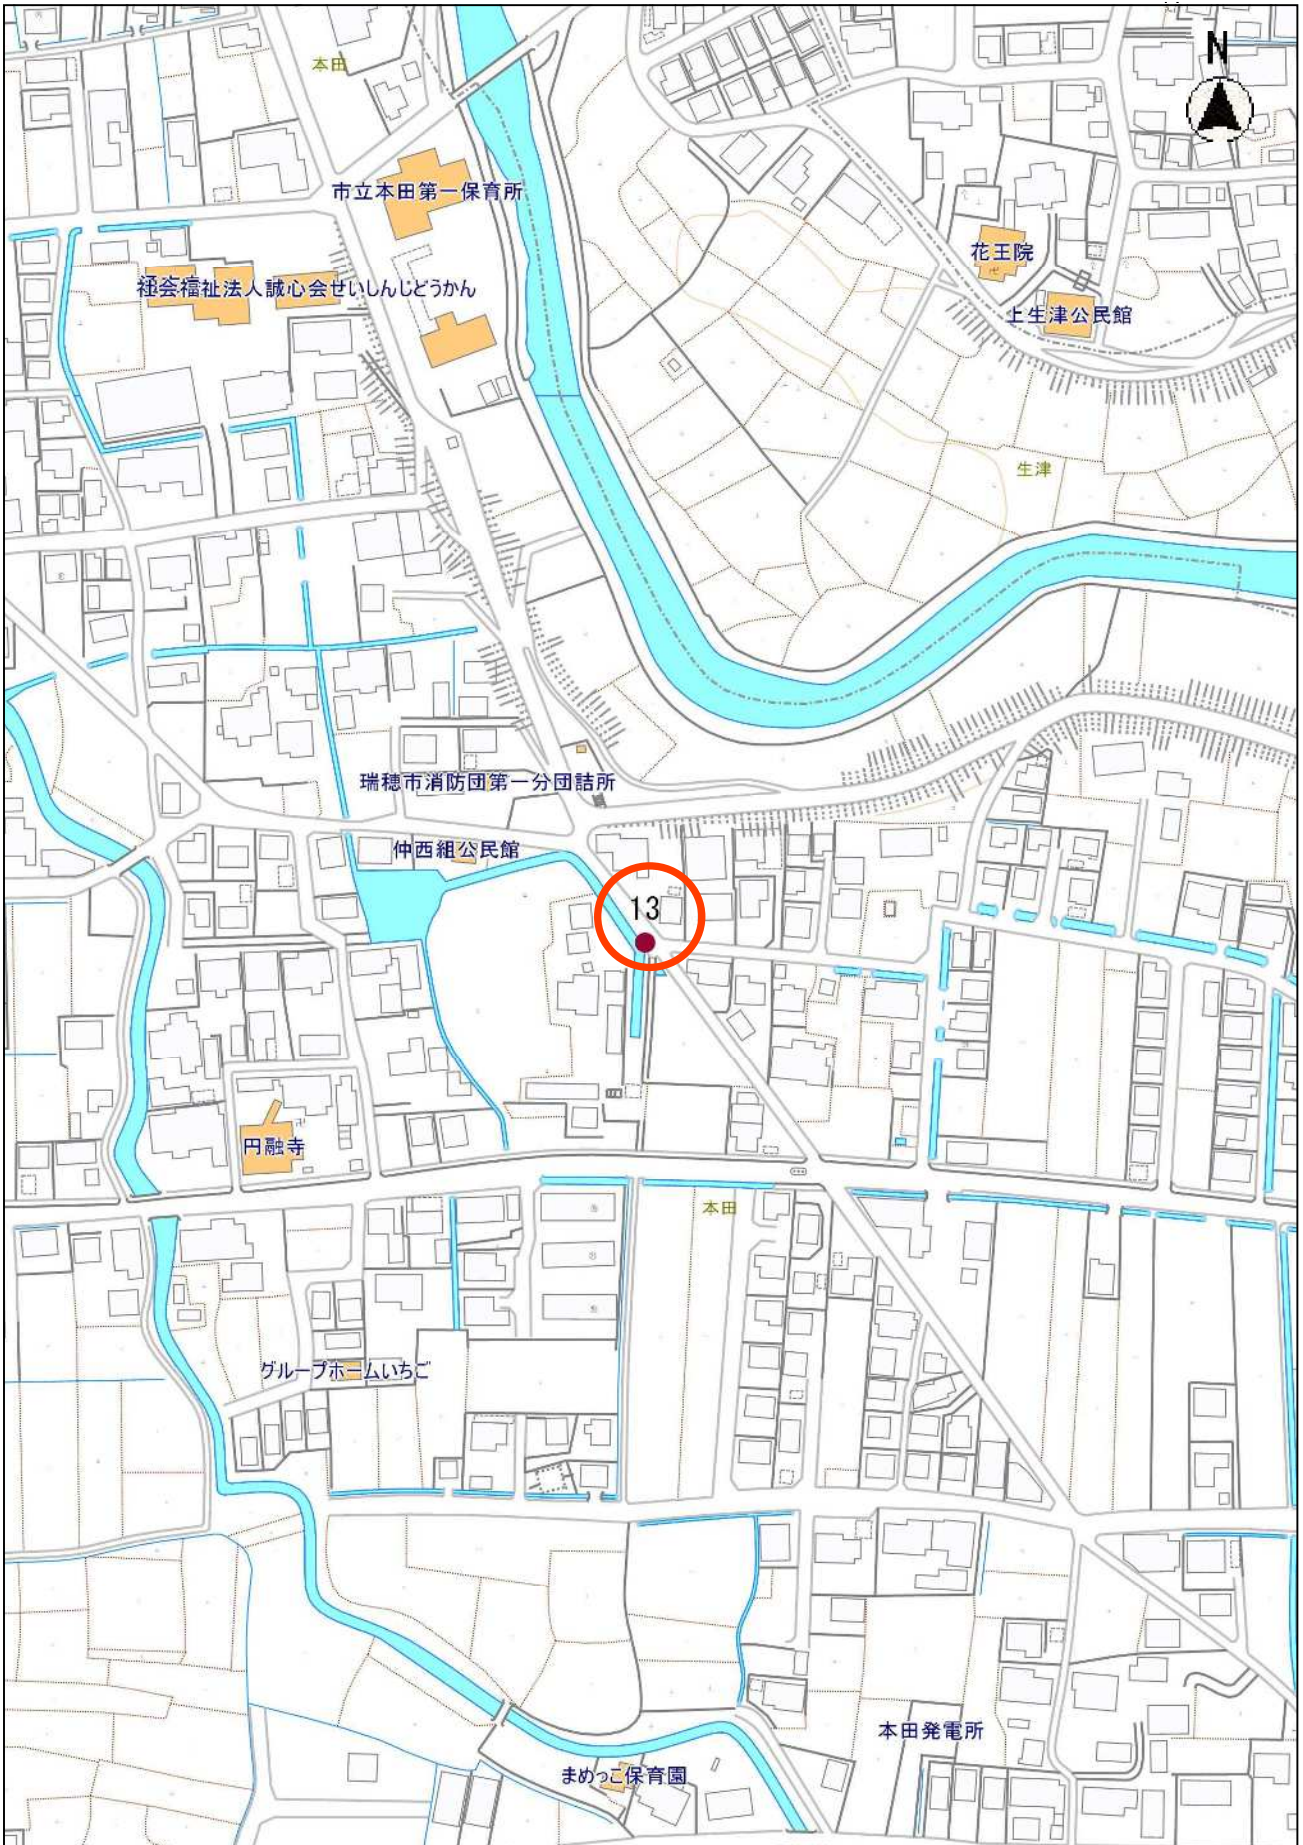 N
本田
市立本田第一保育所
花王院
社会福祉法人誠心会せいしんじどうかん
上生津公民館
生津
瑞穂市消防団第一分団詰所
仲西組公民館
13
円融寺
本田
グループホームいちご
本田発電所
まめっこ保育園